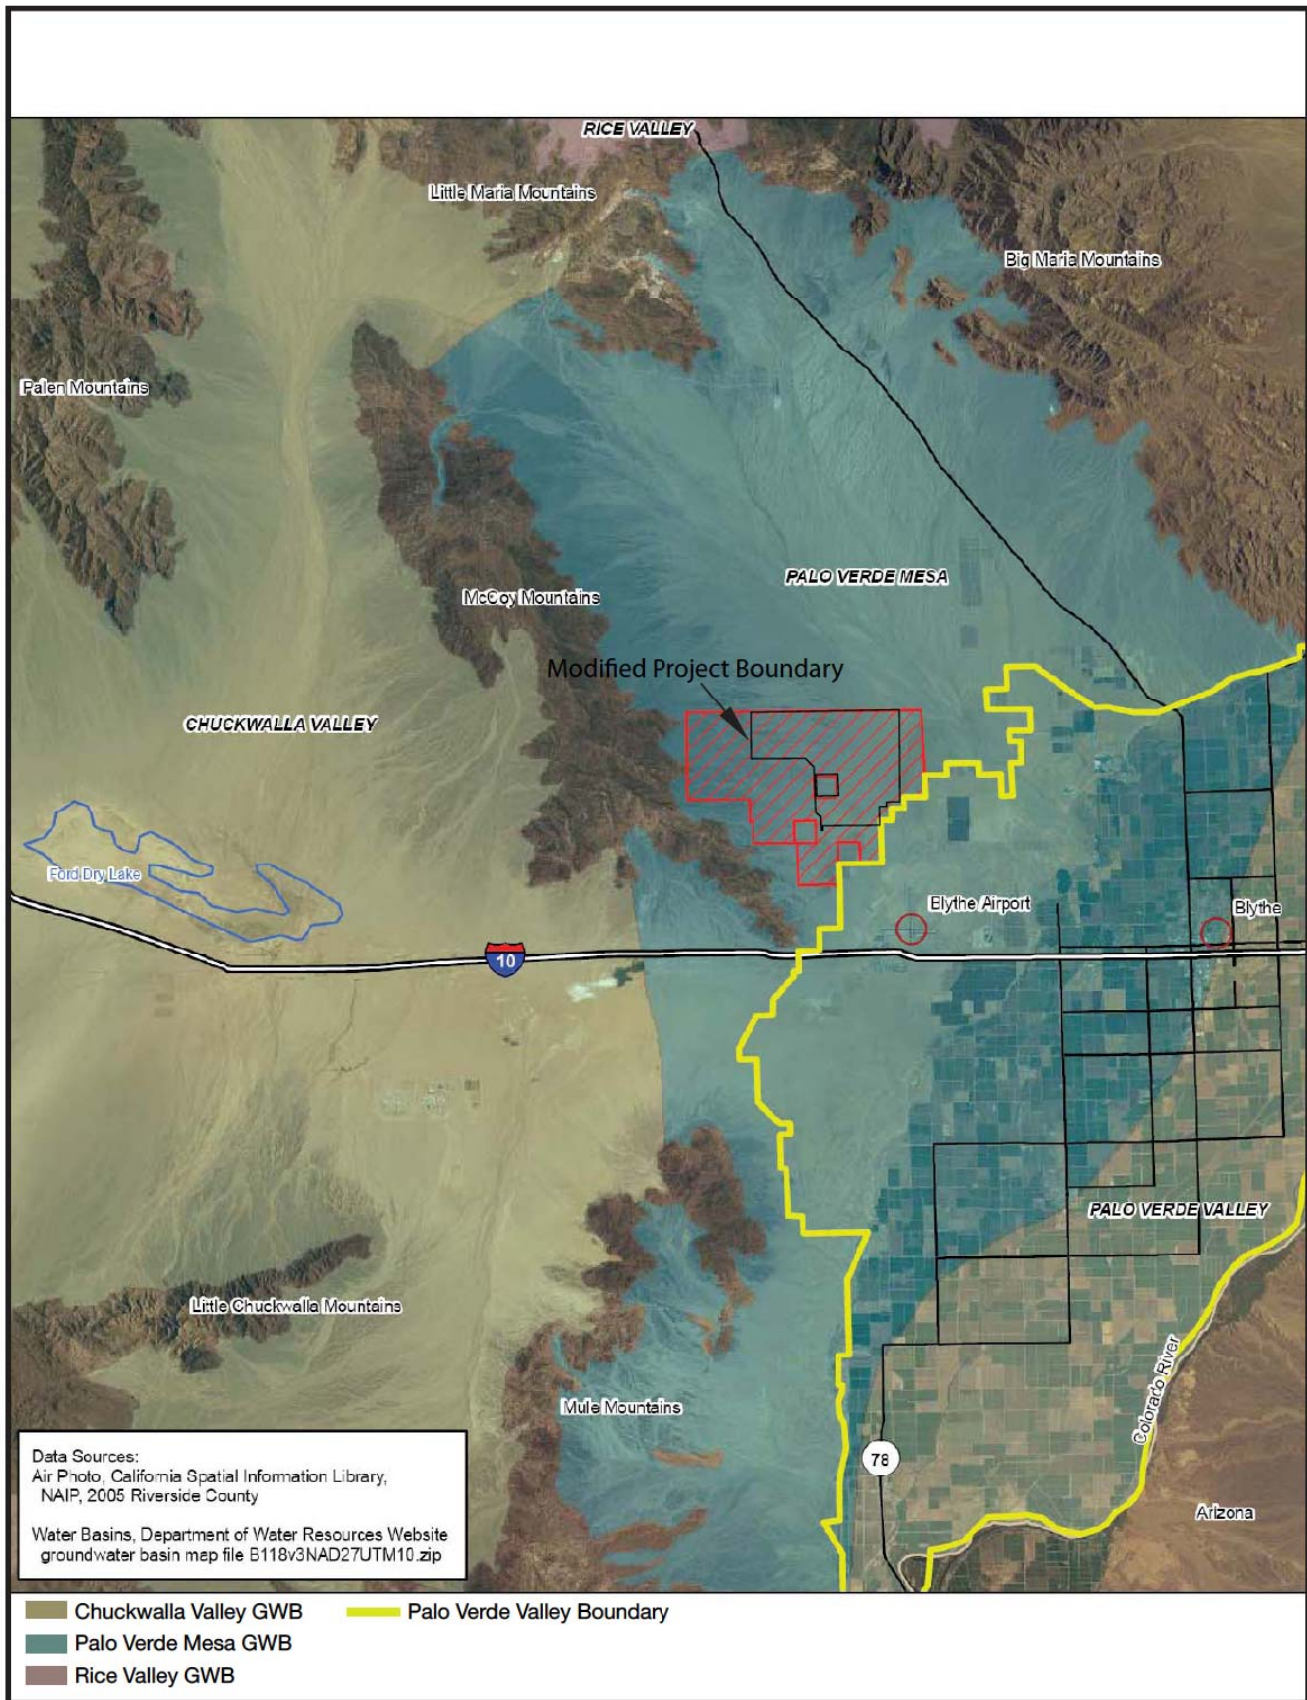 RICE VALLEY
Little Maria Mountains
Big Maria Mountains
Palen Mountains
PALO VERDE MESA
McCoy Mountains
Modified Project Boundary
CHUCKWALLA VALLEY
Ford Dry Lake
Blythe Airport
Blythe
10
PALO VERDE VALLEY
Little Chuckwalla Mountains
Colorado River
Mule Mountains
78
Arizona
Data Sources:
Air Photo, California Spatial Information Library,
NAIP, 2005 Riverside County
Water Basins, Department of Water Resources Website
groundwater basin map file B118v3NAD27UTM10.zip
Chuckwalla Valley GWB
Palo Verde Valley Boundary
Palo Verde Mesa GWB
Rice Valley GWB